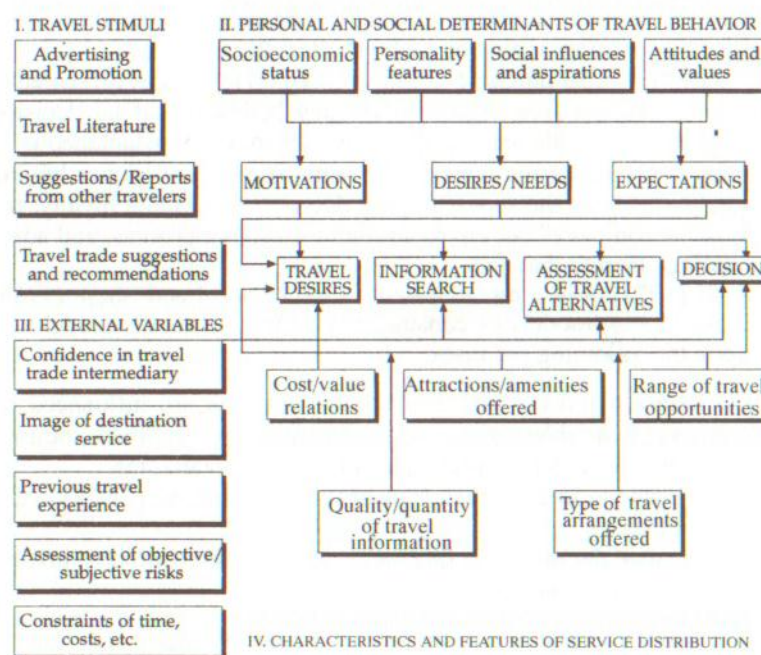 I. TRAVEL STIMULI
Advertising
and Promotion
Travel Literature
Suggestions/Reports
from other travelers
Travel trade suggestions
and recommendations
II. PERSONAL AND SOCIAL DETERMINANTS OF TRAVEL BEHAVIOR
Socioeconomic
status
Personality
features
Social influences
and aspirations
Attitudes and
values
MOTIVATIONS
DESIRES/NEEDS
EXPECTATIONS
TRAVEL
DESIRES
INFORMATION
SEARCH
ASSESSMENT
OF TRAVEL
ALTERNATIVES
DECISION
III. EXTERNAL VARIABLES
Confidence in travel
trade intermediary
Image of destination
service
Previous travel
experience
Assessment of objective/
subjective risks
Constraints of time,
costs, etc.
Cost/value
relations
Attractions/amenities
offered
Range of travel
opportunities
Quality/quantity
of travel
information
Type of travel
arrangements
offered
IV. CHARACTERISTICS AND FEATURES OF SERVICE DISTRIBUTION